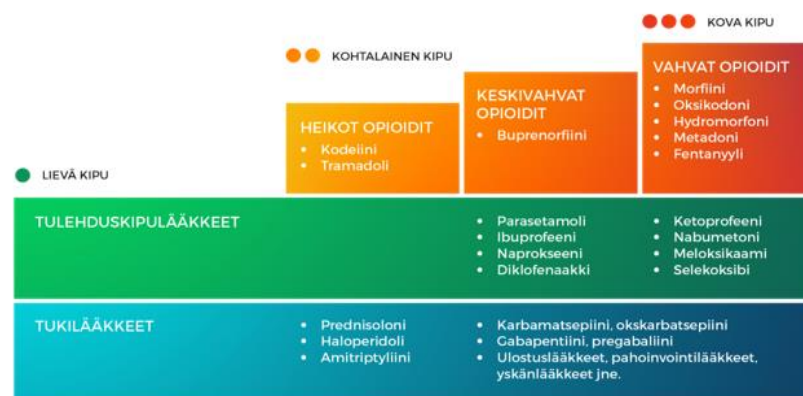 KOVA KIPU
KOHTALAINEN KIPU
VAHVAT OPIOIDIT
• Morfiini
• Oksikodoni
• Hydromorfoni
• Metadoni
• Fentanyyli
KESKIVAHVAT
OPIOIDIT
• Buprenorfiini
HEIKOT OPIOIDIT
• Kodeiini
• Tramadoli
LIEVÄ KIPU
TULEHDUSKIPULÄÄKKEET
• Parasetamoli
• Ibuprofeeni
• Naprokseeni
• Diklofenaakki
• Ketoprofeeni
• Nabumetoni
• Meloksikaami
• Selekoksibi
TUKILÄÄKKEET
• Prednisoloni
• Haloperidoli
• Amitriptyliini
• Karbamatsepiini, okskarbatsepiini
• Gabapentiini, pregabaliini
• Ulostuslääkkeet, pahoinvointilääkkeet,
yskänlääkkeet jne.